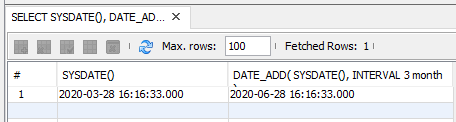 SELECT SYSDATE(), DATE_AD... ×
Max. rows: 100 Fetched Rows: 1
# SYSDATE() DATE_ADD( SYSDATE(), INTERVAL 3 month
1 2020-03-28 16:16:33.000 2020-06-28 16:16:33.000